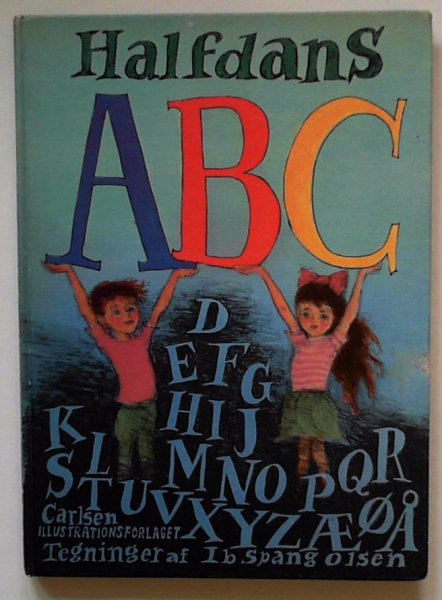 Halfdans
ABC
D
EFG
HIJ
KL MNO PQR
STUVXYZÆØÅ
Carlsen
ILLUSTRATIONSFORLAGET
Tegninger af Ib Spang Olsen